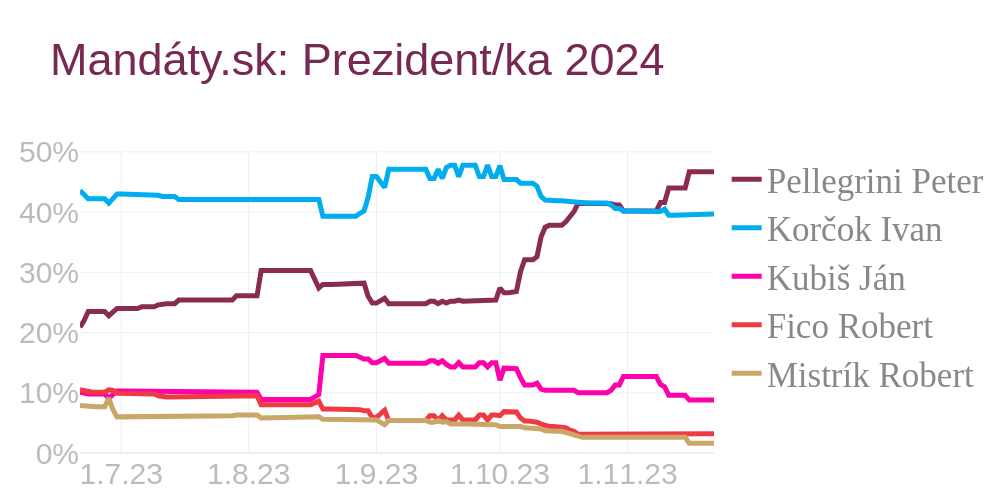 Mandáty.sk: Prezident/ka 2024
50%
40%
30%
20%
10%
0%
1.7.23 1.8.23 1.9.23 1.10.23 1.11.23
Pellegrini Peter
Korčok Ivan
Kubiš Ján
Fico Robert
Mistrík Robert